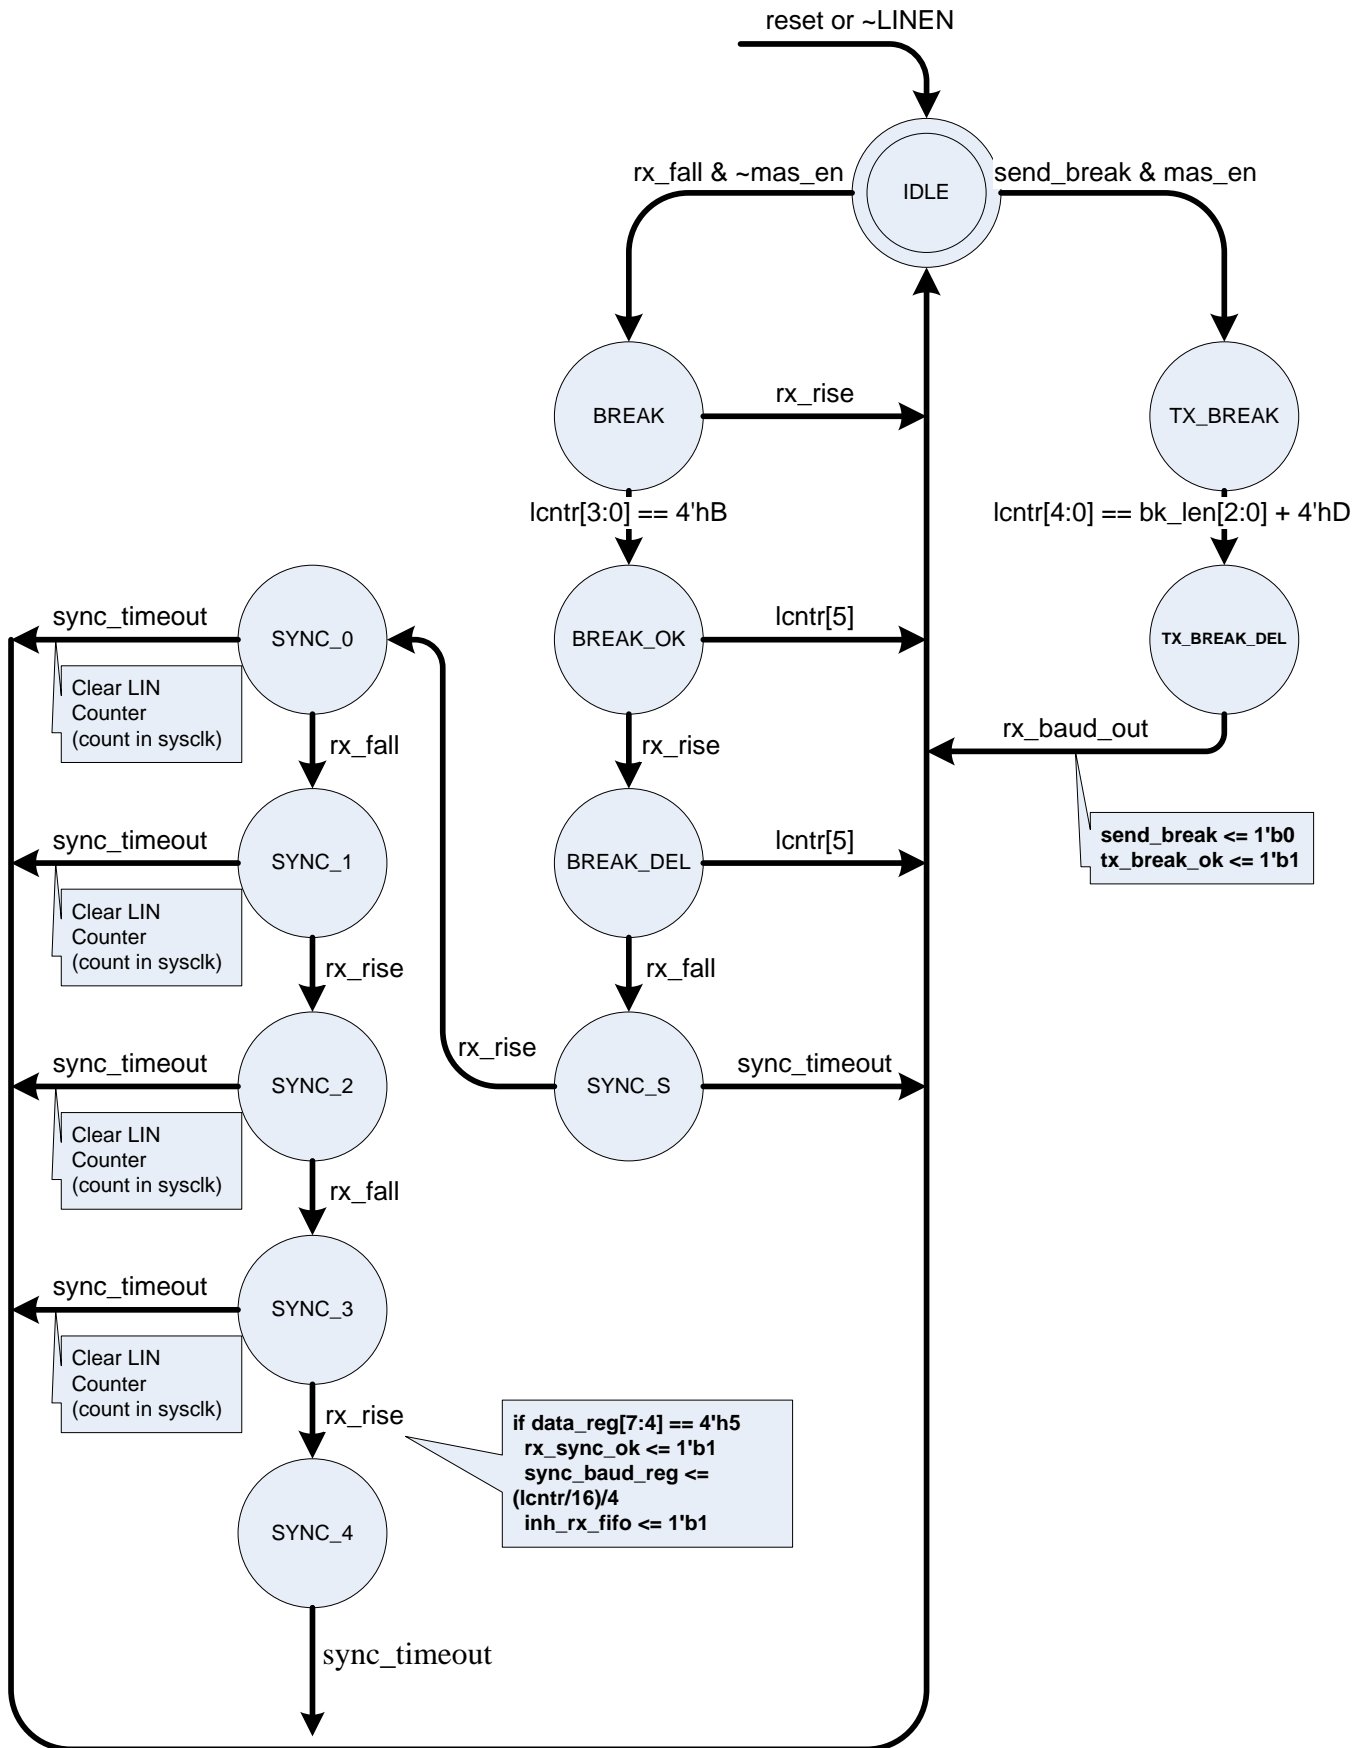 reset or ~LINEN
rx_fall & ~mas_en
IDLE
send_break & mas_en
BREAK
rx_rise
TX_BREAK
lcntr[3:0] == 4'hB
lcntr[4:0] == bk_len[2:0] + 4'hD
sync_timeout
SYNC_0
BREAK_OK
lcntr[5]
TX_BREAK_DEL
Clear LIN
Counter
(count in sysclk)
rx_fall
rx_rise
rx_baud_out
sync_timeout
SYNC_1
BREAK_DEL
lcntr[5]
send_break <= 1'b0
tx_break_ok <= 1'b1
Clear LIN
Counter
(count in sysclk)
rx_rise
rx_fall
sync_timeout
SYNC_2
rx_rise
SYNC_S
sync_timeout
Clear LIN
Counter
(count in sysclk)
rx_fall
sync_timeout
SYNC_3
Clear LIN
Counter
(count in sysclk)
rx_rise
if data_reg[7:4] == 4'h5
rx_sync_ok <= 1'b1
sync_baud_reg <=
(lcntr/16)/4
inh_rx_fifo <= 1'b1
SYNC_4
sync_timeout